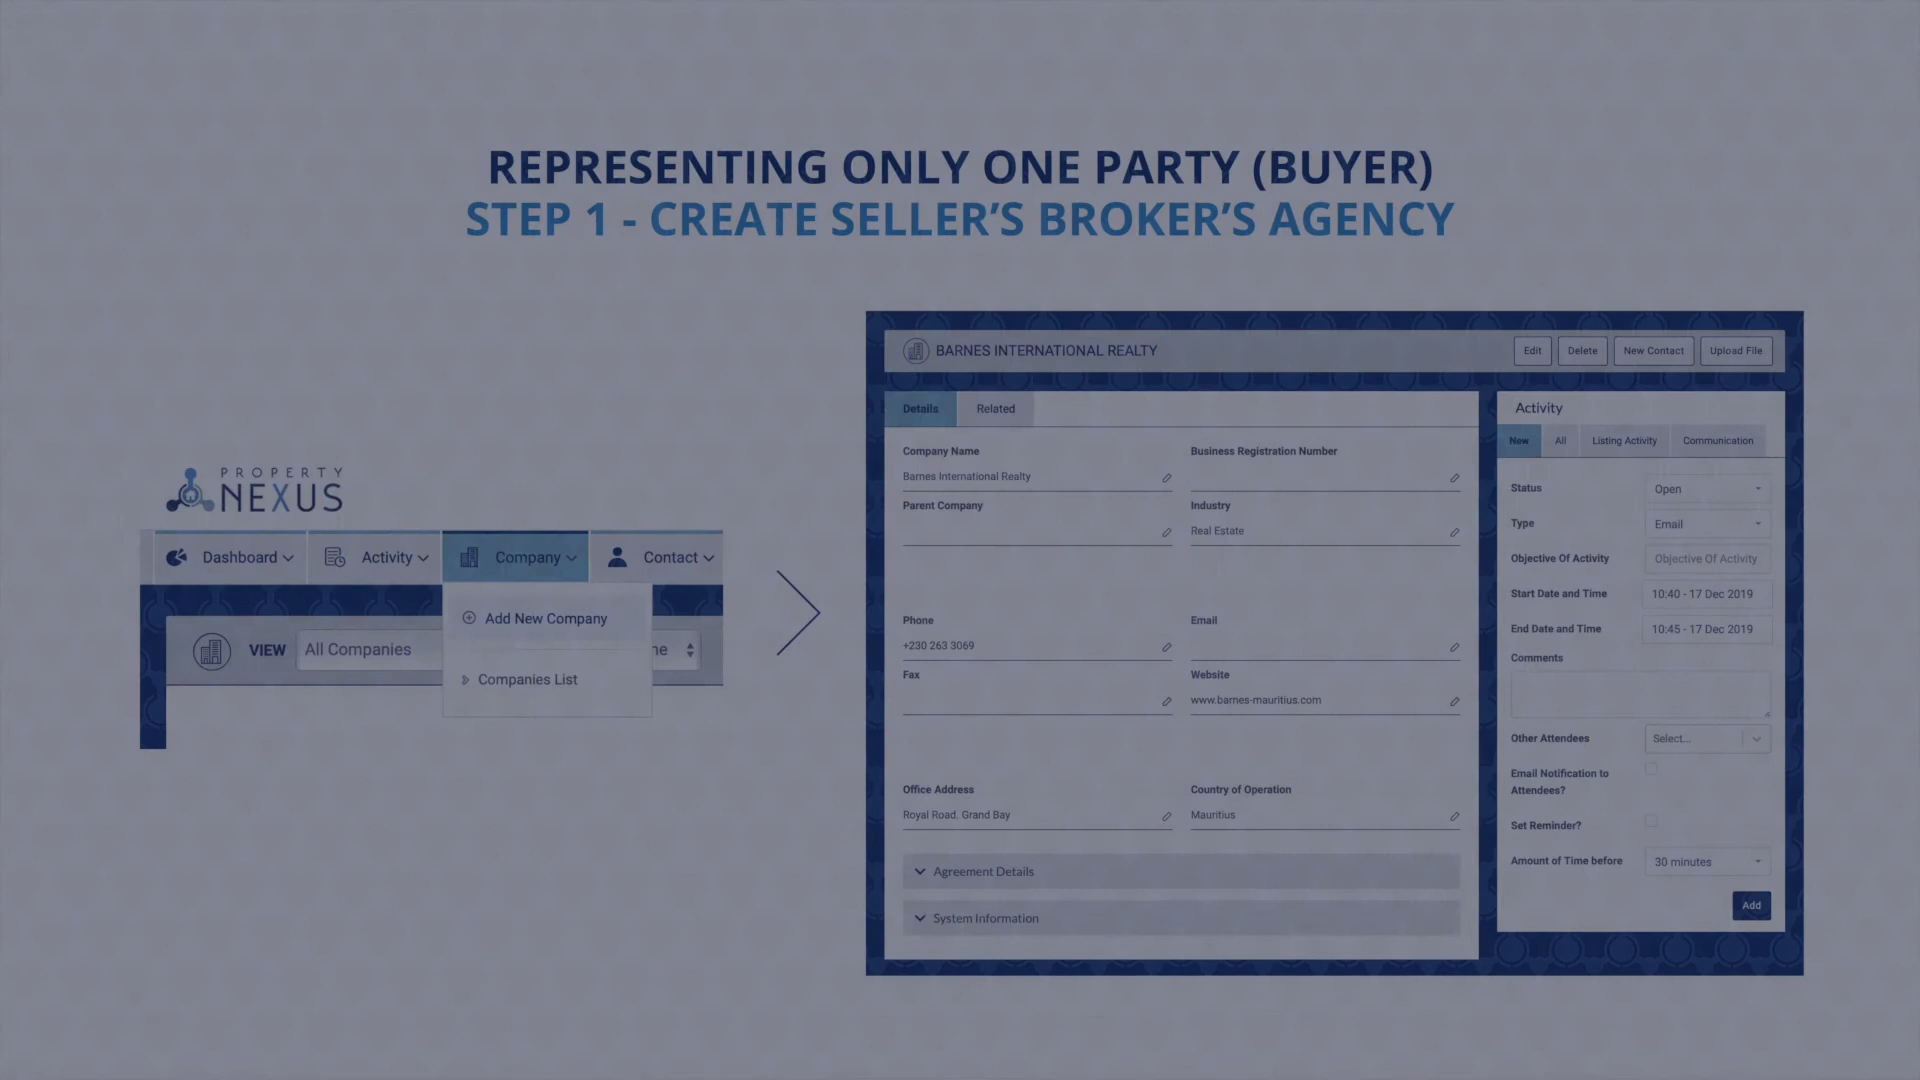 REPRESENTING ONLY ONE PARTY (BUYER)
STEP 1 - CREATE SELLER’S BROKER’S AGENCY
PROPERTY
NEXUS
Dashboard
Activity
Company
Contact
Add New Company
VIEW
All Companies
Companies List
BARNES INTERNATIONAL REALTY
Edit
Delete
New Contact
Upload File
Details
Related
Company Name
Business Registration Number
Barnes International Realty
Parent Company
Industry
Real Estate
Phone
Email
+230 263 3069
Fax
Website
www.barnes-mauritius.com
Office Address
Country of Operation
Royal Road. Grand Bay
Mauritius
Agreement Details
System Information
Activity
New
All
Listing Activity
Communication
Status
Open
Type
Email
Objective Of Activity
Objective Of Activity
Start Date and Time
10:40 - 17 Dec 2019
End Date and Time
10:45 - 17 Dec 2019
Comments
Other Attendees
Select...
Email Notification to
Attendees?
Set Reminder?
Amount of Time before
30 minutes
Add